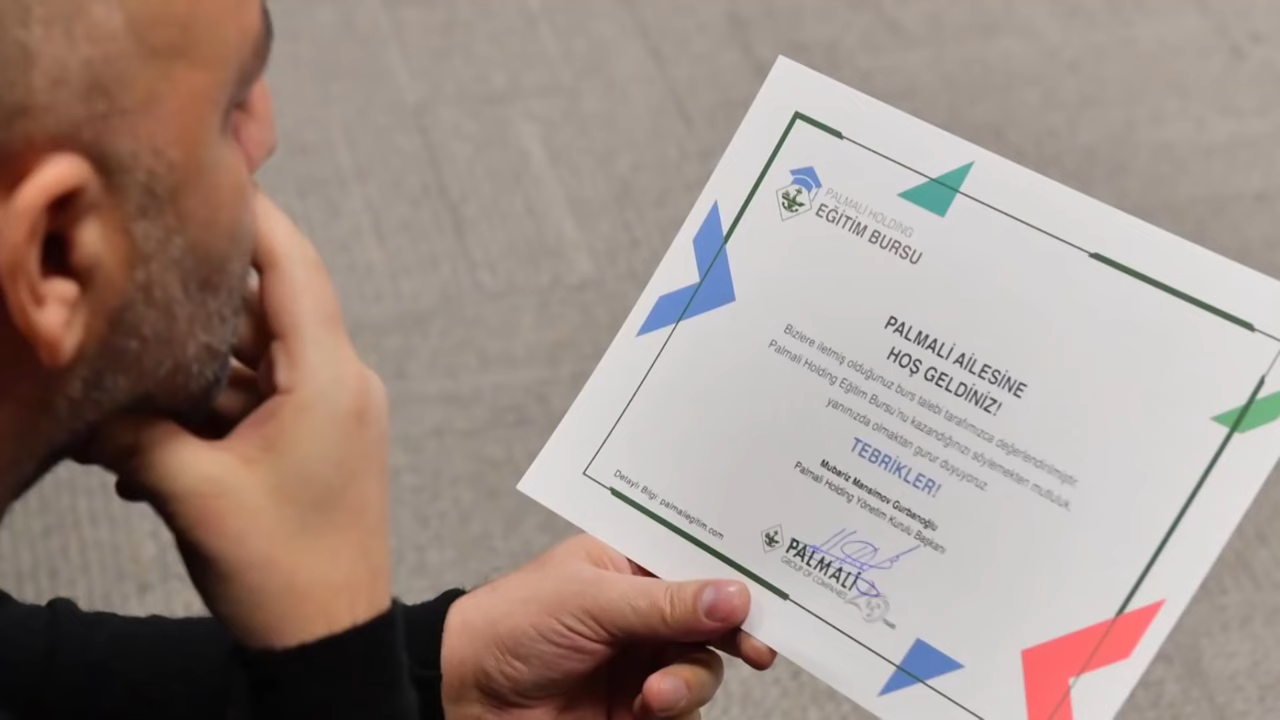 PALMALİ HOLDING
EĞİTİM BURSU
PALMALİ AİLESİNE
HOŞ GELDİNİZ!
Bizlere iletmiş olduğunuz burs talebi tarafımızca değerlendirilmiştir.
Palmali Holding Eğitim Bursu'nu kazandığınızı söylemekten mutluluk,
yanınızda olmaktan gurur duyuyoruz.
TEBRİKLER!
Mubariz Mansimov Gurbanoğlu
Palmali Holding Yönetim Kurulu Başkanı
Detaylı Bilgi: palmaliegitim.com
PALMALİ
GROUP OF COMPANIES